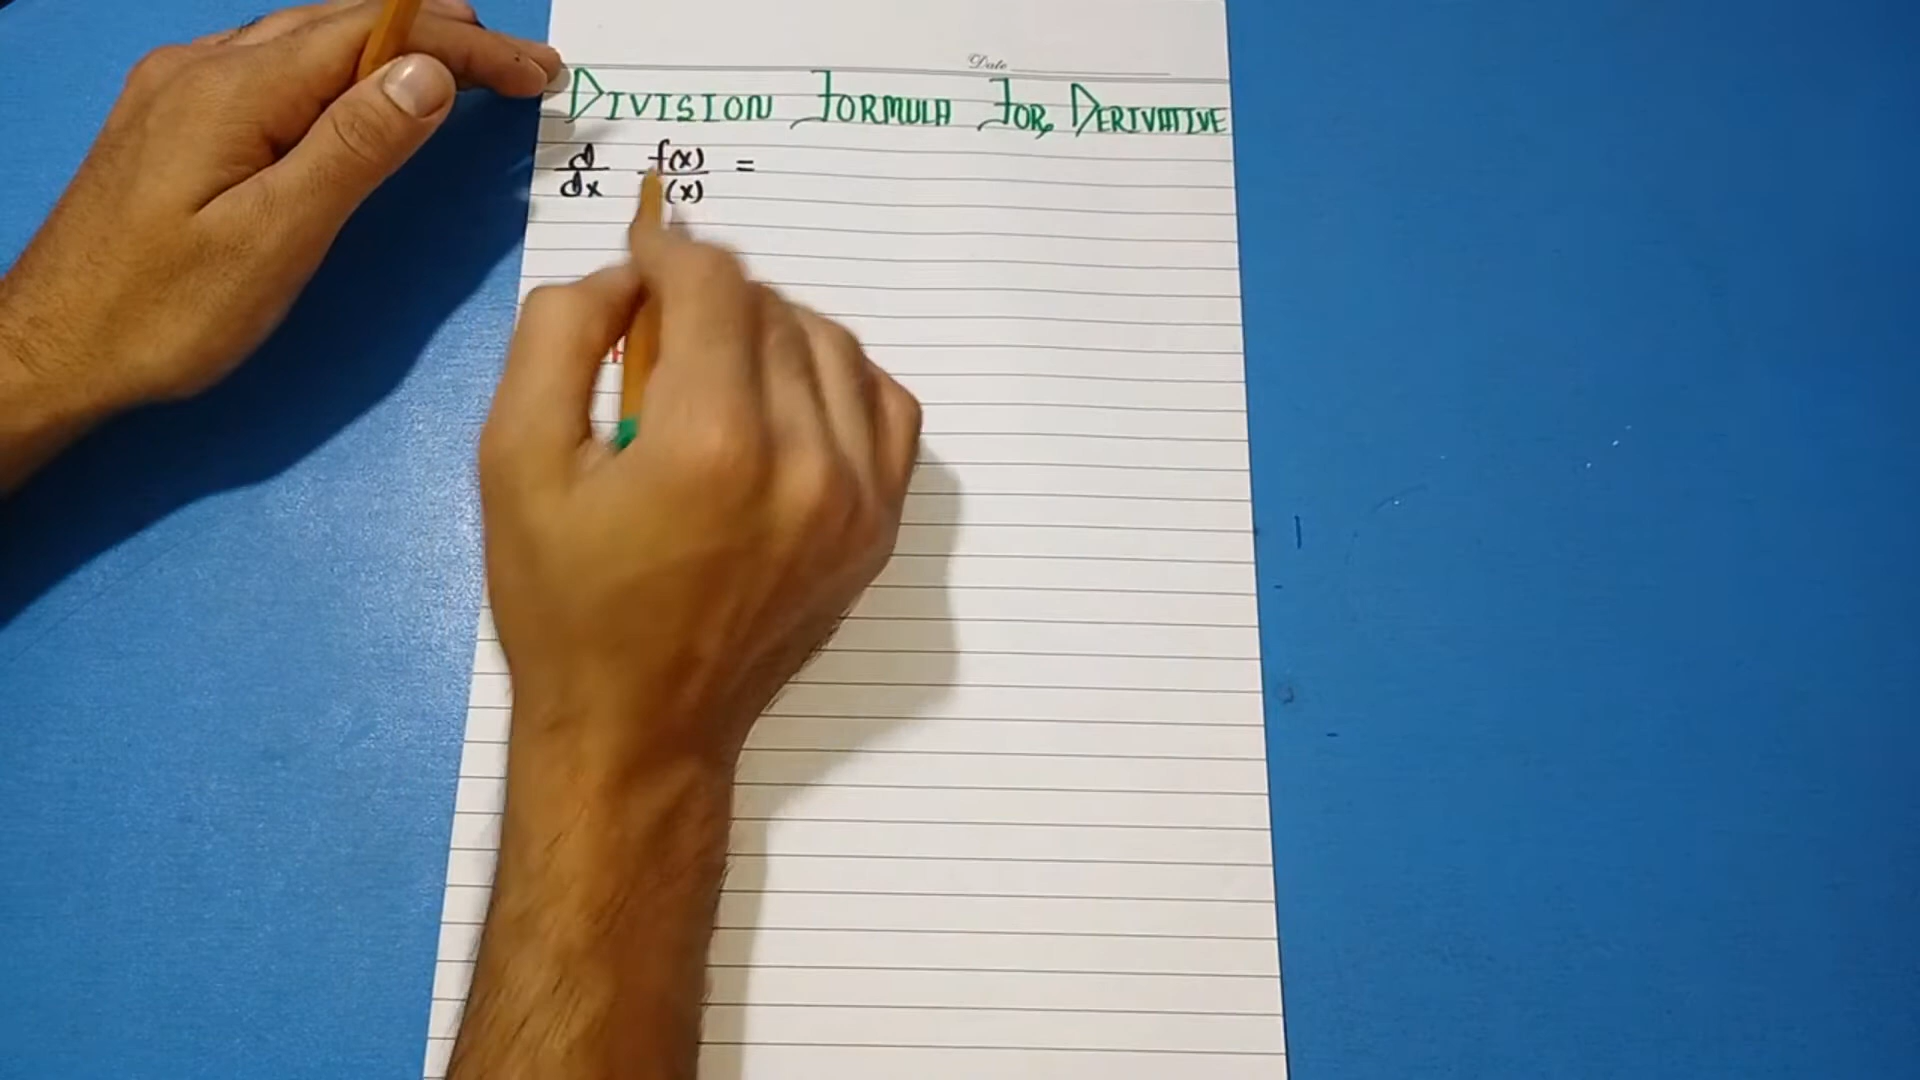 Date
DIVISION FORMULA FOR DERIVATIVE
d/dx f(x)/(x) =